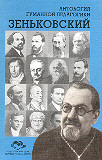 АНТОЛОГИЯ
ГУМАННОЙ ПЕДАГОГИКИ
ЗЕНЬКОВСКИЙ